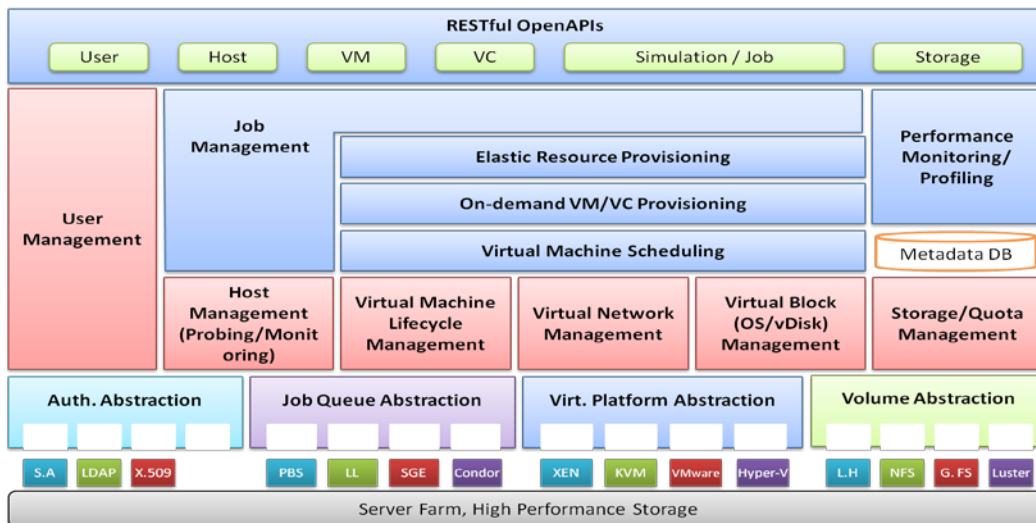 RESTful OpenAPIs
User
Host
VM
VC
Simulation / Job
Storage
User
Management
Job
Management
Elastic Resource Provisioning
On-demand VM/VC Provisioning
Virtual Machine Scheduling
Performance
Monitoring/
Profiling
Metadata DB
Host
Management
(Probing/Monit
oring)
Virtual Machine
Lifecycle
Management
Virtual Network
Management
Virtual Block
(OS/vDisk)
Management
Storage/Quota
Management
Auth. Abstraction
Job Queue Abstraction
Virt. Platform Abstraction
Volume Abstraction
S.A
LDAP
X.509
PBS
LL
SGE
Condor
XEN
KVM
VMware
Hyper-V
L.H
NFS
G. FS
Luster
Server Farm, High Performance Storage